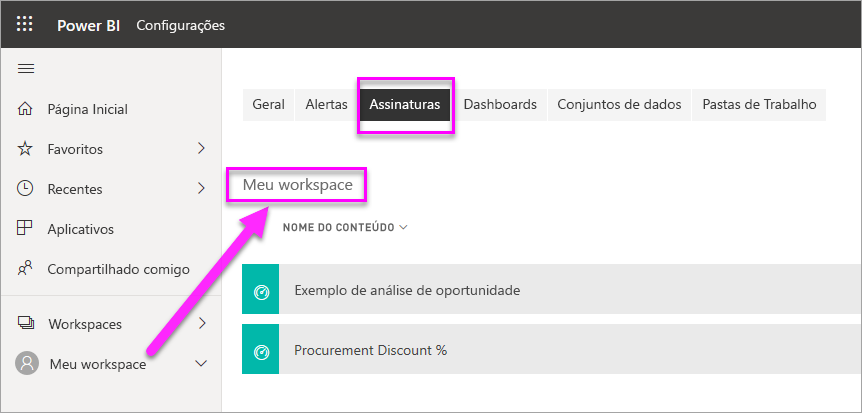 Power BI Configurações
Página Inicial
Favoritos
Recentes
Aplicativos
Compartilhado comigo
Workspaces
Meu workspace
Geral Alertas Assinaturas Dashboards Conjuntos de dados Pastas de Trabalho
Meu workspace
NOME DO CONTEÚDO
Exemplo de análise de oportunidade
Procurement Discount %